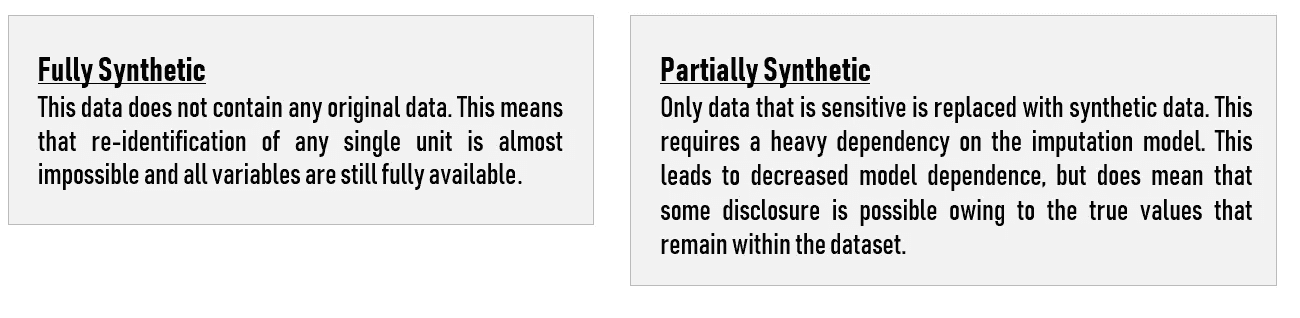 Fully Synthetic
This data does not contain any original data. This means
that re-identification of any single unit is almost
impossible and all variables are still fully available.
Partially Synthetic
Only data that is sensitive is replaced with synthetic data. This
requires a heavy dependency on the imputation model. This
leads to decreased model dependence, but does mean that
some disclosure is possible owing to the true values that
remain within the dataset.